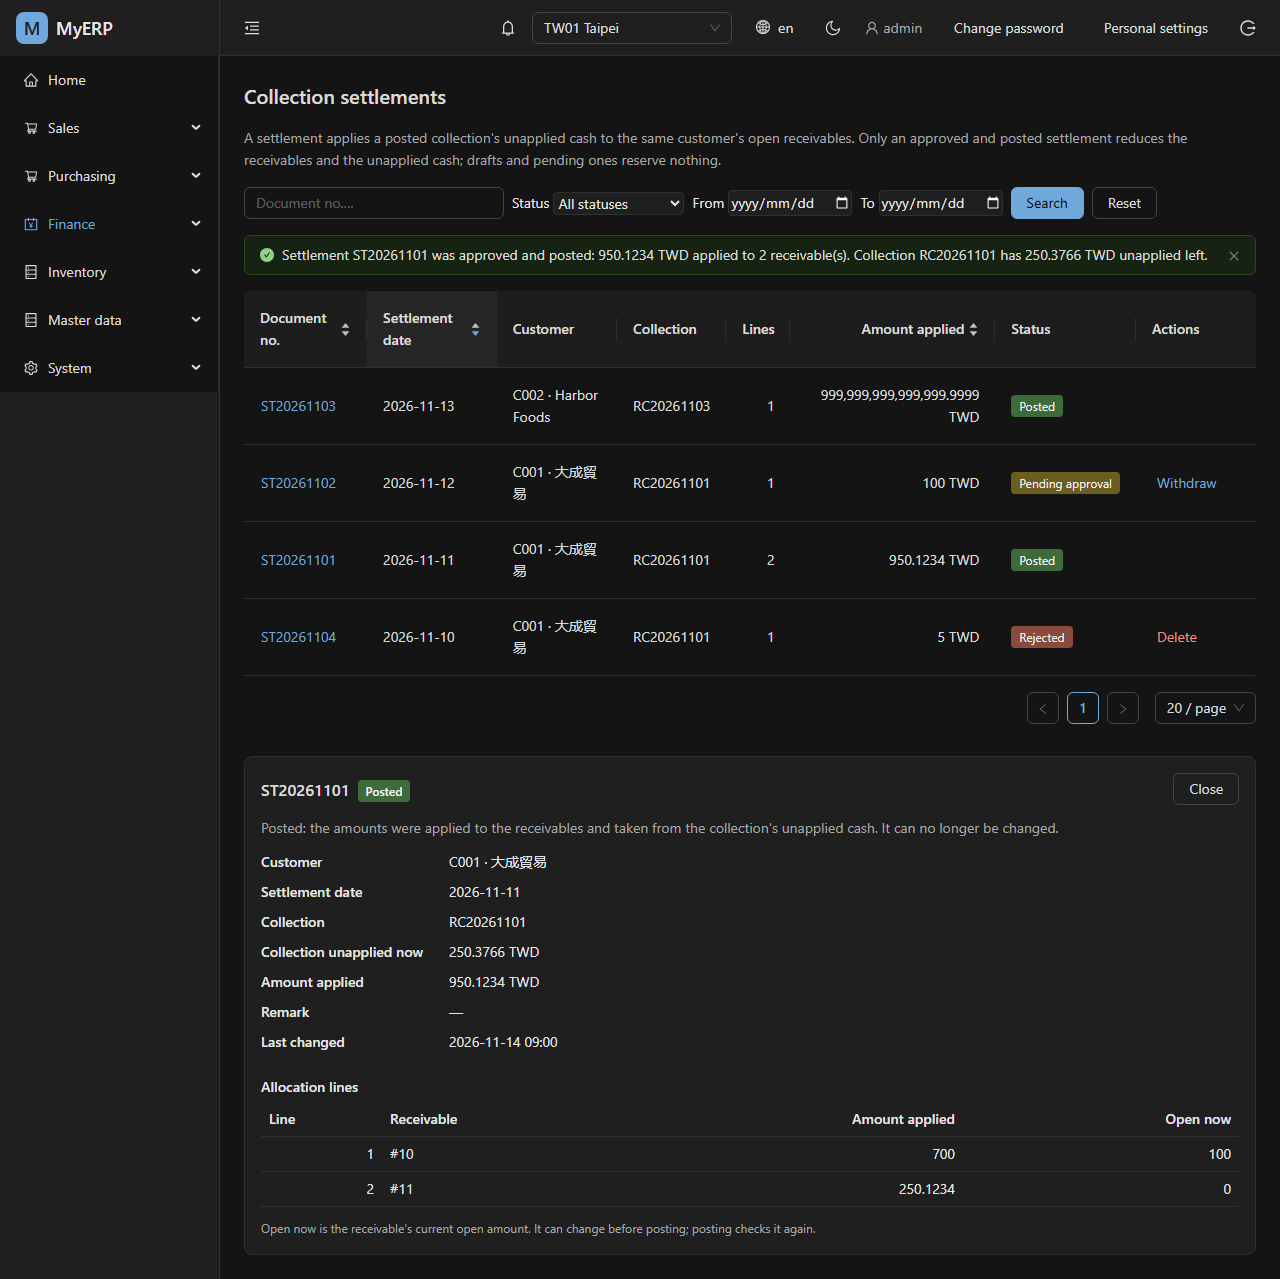 M MyERP
TW01 Taipei
en
admin
Change password
Personal settings
Home
Sales
Purchasing
Finance
Inventory
Master data
System
Collection settlements
A settlement applies a posted collection's unapplied cash to the same customer's open receivables. Only an approved and posted settlement reduces the
receivables and the unapplied cash; drafts and pending ones reserve nothing.
Document no.... Status All statuses From yyyy/mm/dd To yyyy/mm/dd Search Reset
Settlement ST20261101 was approved and posted: 950.1234 TWD applied to 2 receivable(s). Collection RC20261101 has 250.3766 TWD unapplied left.
Document no. Settlement date Customer Collection Lines Amount applied Status Actions
ST20261103 2026-11-13 C002 · Harbor Foods RC20261103 1 999,999,999,999,999.9999 TWD Posted
ST20261102 2026-11-12 C001 · 大成貿易 RC20261101 1 100 TWD Pending approval Withdraw
ST20261101 2026-11-11 C001 · 大成貿易 RC20261101 2 950.1234 TWD Posted
ST20261104 2026-11-10 C001 · 大成貿易 RC20261101 1 5 TWD Rejected Delete
< 1 > 20 / page
ST20261101 Posted Close
Posted: the amounts were applied to the receivables and taken from the collection's unapplied cash. It can no longer be changed.
Customer C001 · 大成貿易
Settlement date 2026-11-11
Collection RC20261101
Collection unapplied now 250.3766 TWD
Amount applied 950.1234 TWD
Remark —
Last changed 2026-11-14 09:00
Allocation lines
Line Receivable Amount applied Open now
1 #10 700 100
2 #11 250.1234 0
Open now is the receivable's current open amount. It can change before posting; posting checks it again.